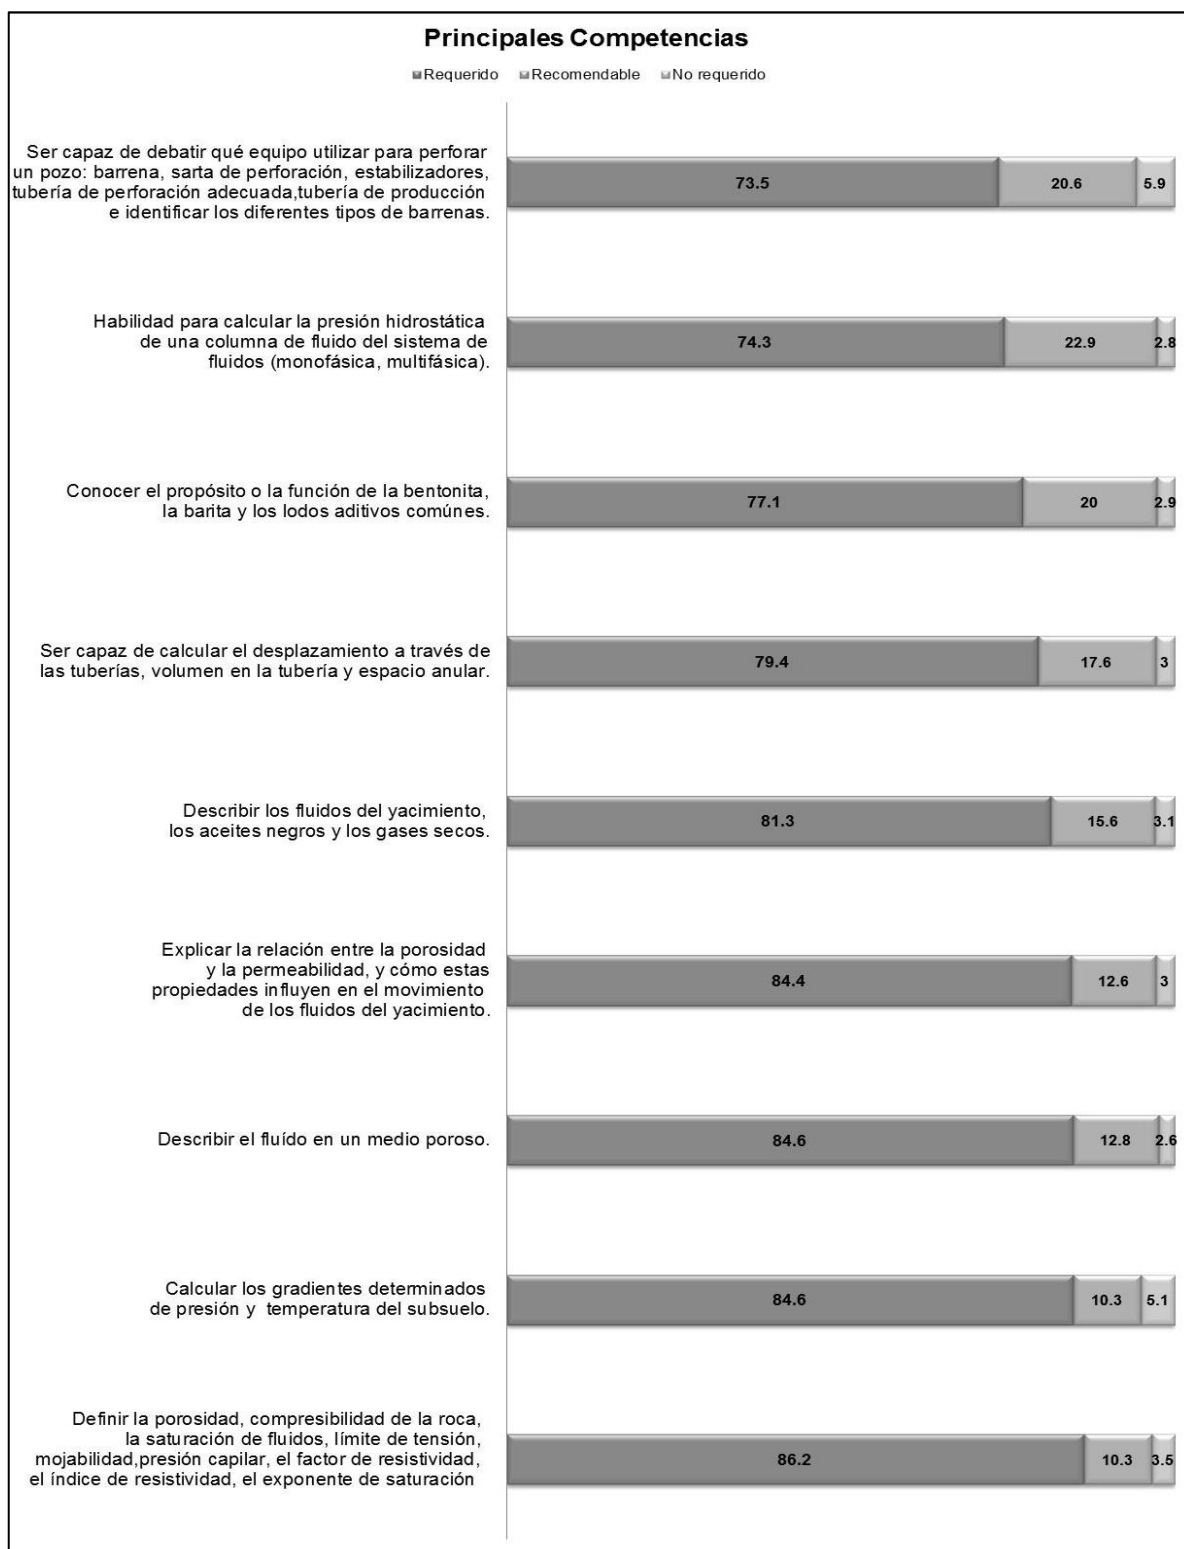 Principales Competencias
Requerido Recomendable No requerido
Ser capaz de debatir qué equipo utilizar para perforar
un pozo: barrena, sarta de perforación, estabilizadores,
tubería de perforación adecuada,tubería de producción
e identificar los diferentes tipos de barrenas.
73.5 20.6 5.9
Habilidad para calcular la presión hidrostática
de una columna de fluido del sistema de
fluidos (monofásica, multifásica).
74.3 22.9 2.8
Conocer el propósito o la función de la bentonita,
la barita y los lodos aditivos comúnes.
77.1 20 2.9
Ser capaz de calcular el desplazamiento a través de
las tuberías, volumen en la tubería y espacio anular.
79.4 17.6 3
Describir los fluidos del yacimiento,
los aceites negros y los gases secos.
81.3 15.6 3.1
Explicar la relación entre la porosidad
y la permeabilidad, y cómo estas
propiedades influyen en el movimiento
de los fluidos del yacimiento.
84.4 12.6 3
Describir el fluído en un medio poroso.
84.6 12.8 2.6
Calcular los gradientes determinados
de presión y temperatura del subsuelo.
84.6 10.3 5.1
Definir la porosidad, compresibilidad de la roca,
la saturación de fluidos, límite de tensión,
mojabilidad,presión capilar, el factor de resistividad,
el índice de resistividad, el exponente de saturación
86.2 10.3 3.5